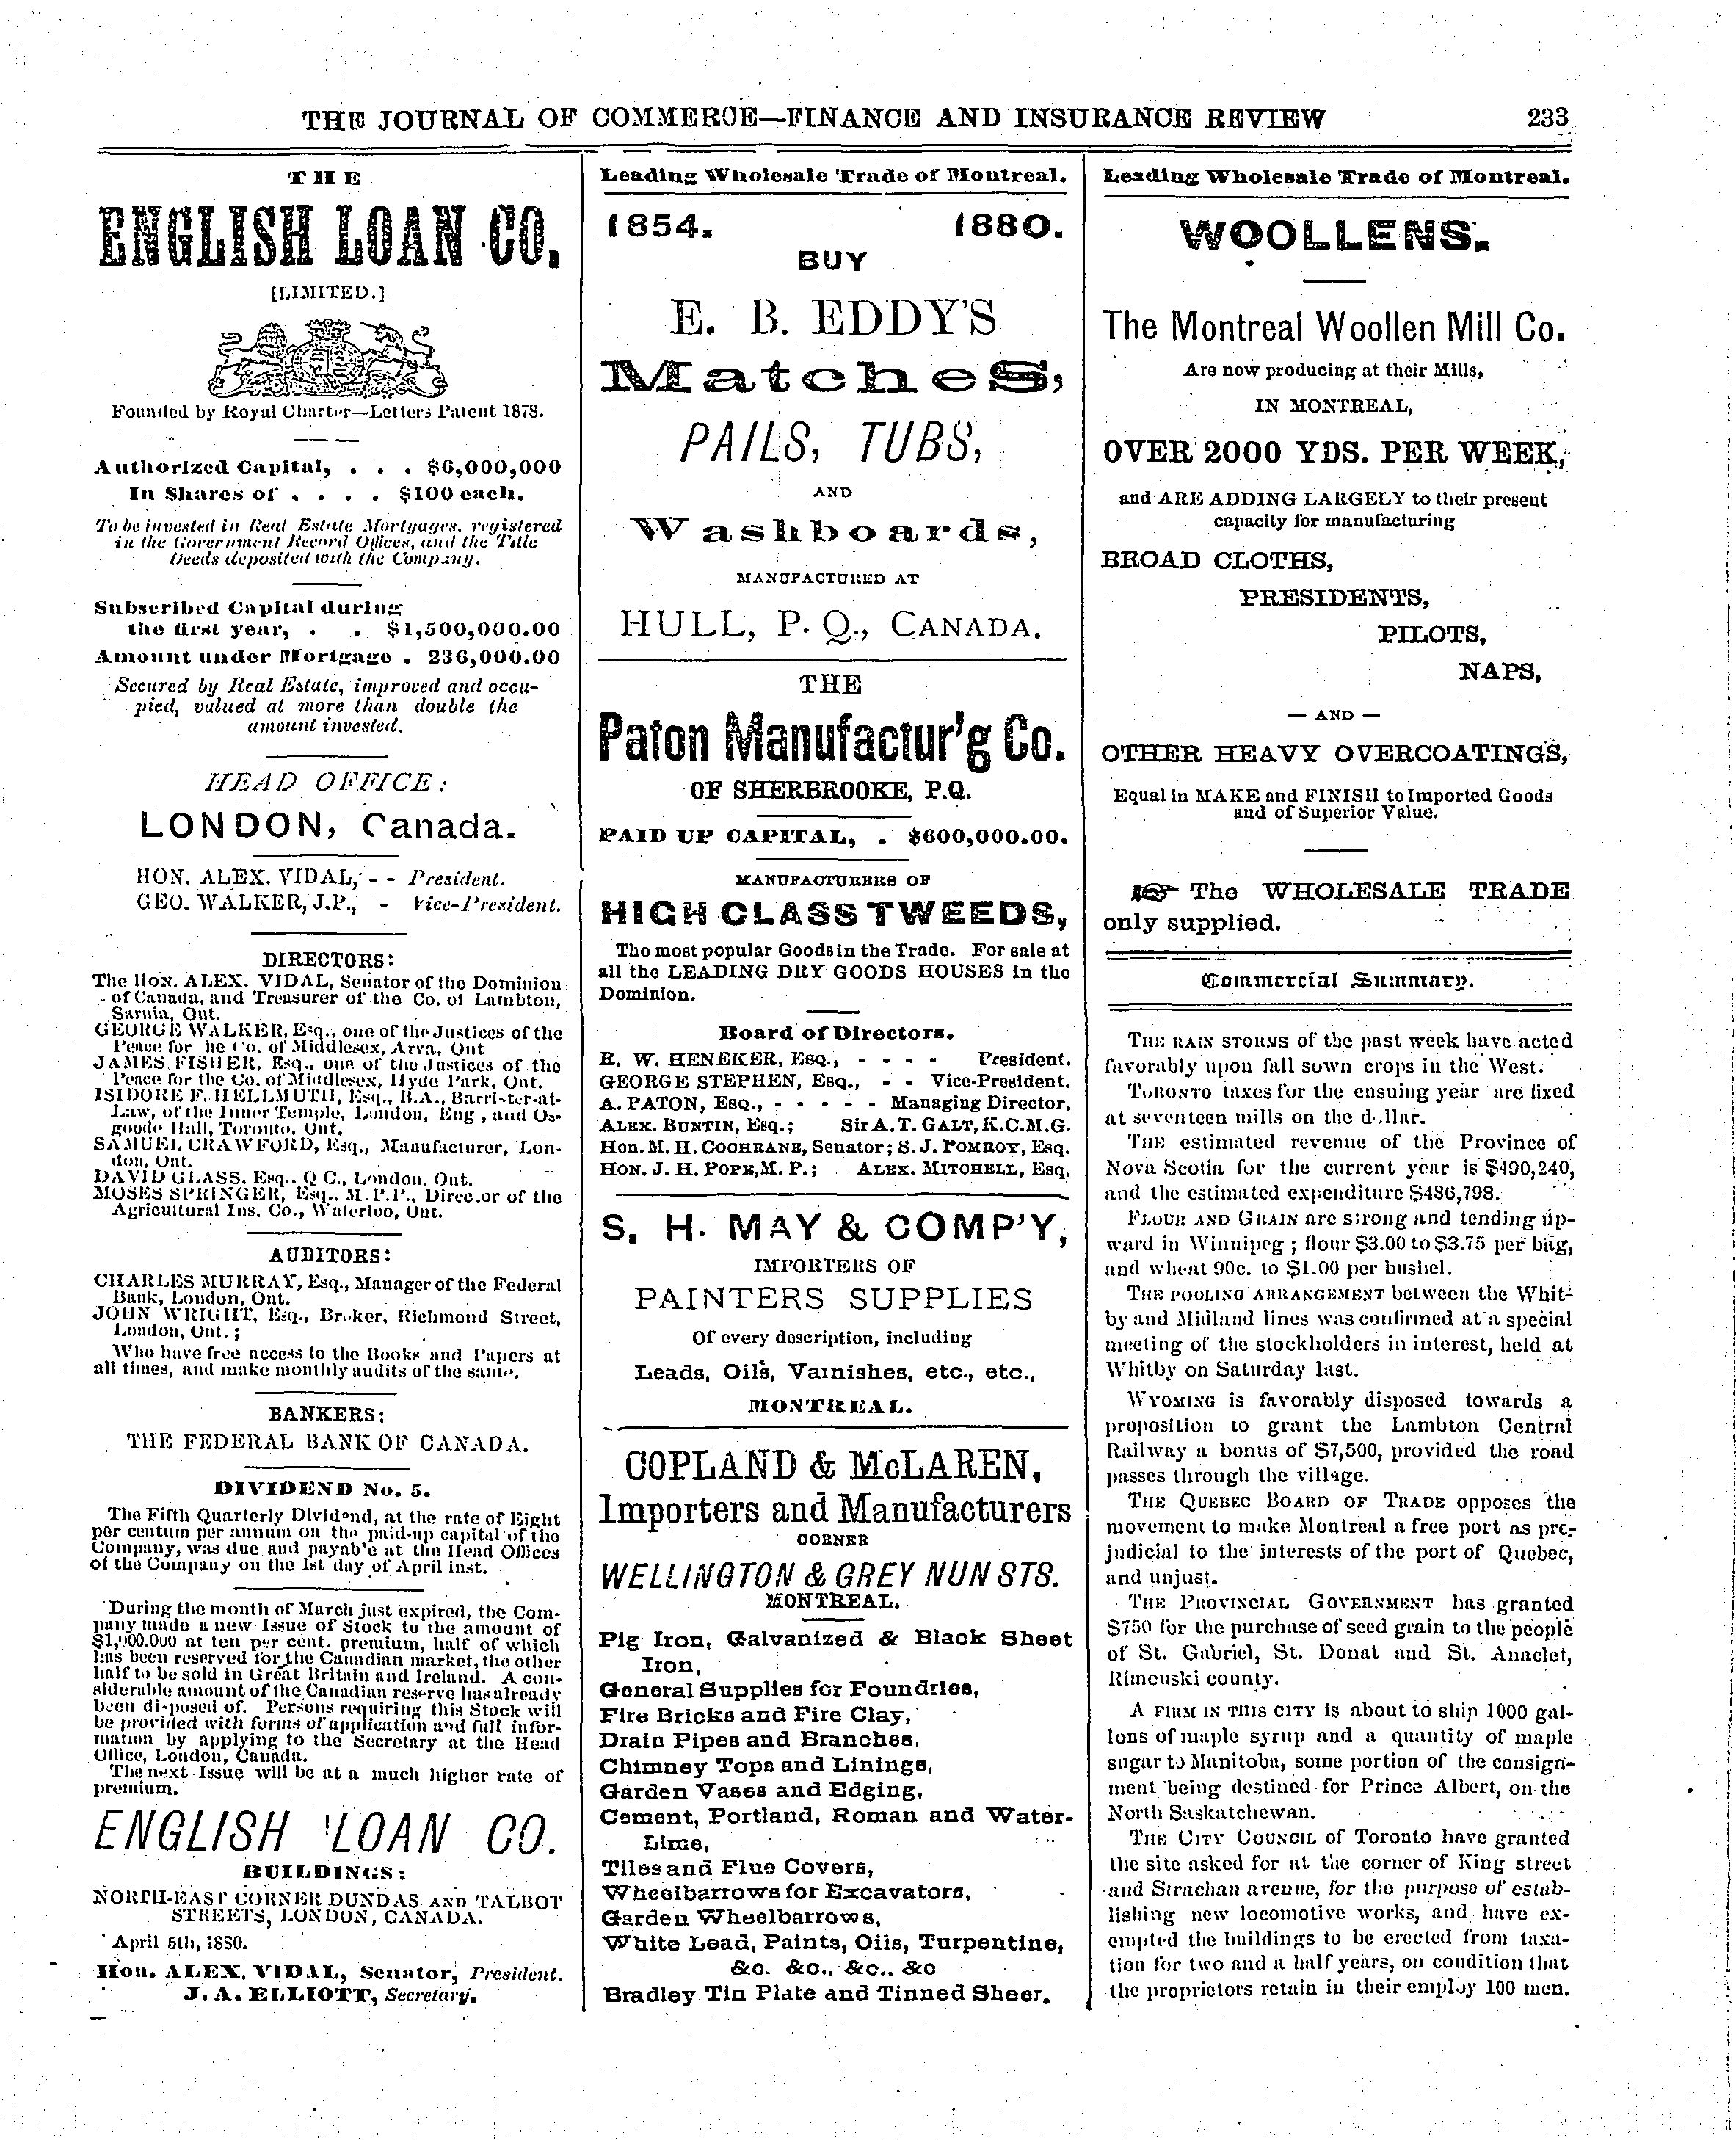 THE JOURNAL OF COMMERCE—FINANCE AND INSURANCE REVIEW 233
THE
ENGLISH LOAN CO.
[LIMITED.]
Founded by Royal Charter—Letters Patent 1878.
Authorized Capital, . . . $6,000,000
In Shares of . . . . $100 each.
To be invested in Real Estate Mortgages, registered
in the Government Record Offices, and the Title
Deeds deposited with the Company.
Subscribed Capital during
the first year, . . $1,500,000.00
Amount under Mortgage . 236,000.00
Secured by Real Estate, improved and occu-
pied, valued at more than double the
amount invested.
HEAD OFFICE:
LONDON, Canada.
HON. ALEX. VIDAL, - - President.
GEO. WALKER, J.P., - Vice-President.
DIRECTORS:
The Hon. ALEX. VIDAL, Senator of the Dominion
of Canada, and Treasurer of the Co. of Lambton,
Sarnia, Ont.
GEORGE WALKER, Esq., one of the Justices of the
Peace for he Co. of Middlesex, Arva, Ont
JAMES FISHER, Esq., one of the Justices of the
Peace for the Co. of Middlesex, Hyde Park, Ont.
ISIDORE F. HELLMUTH, Esq., B.A., Barrister-at-
Law, of the Inner Temple, London, Eng , and Os-
goode Hall, Toronto, Ont.
SAMUEL CRAWFORD, Esq., Manufacturer, Lon-
don, Ont.
DAVID GLASS. Esq., Q C., London, Ont.
MOSES SPRINGER, Esq., M.P.P., Director of the
Agricultural Ins. Co., Waterloo, Ont.
AUDITORS:
CHARLES MURRAY, Esq., Manager of the Federal
Bank, London, Ont.
JOHN WRIGHT, Esq., Broker, Richmond Street,
London, Ont.;
Who have free access to the Books and Papers at
all times, and make monthly audits of the same.
BANKERS:
THE FEDERAL BANK OF CANADA.
DIVIDEND No. 5.
The Fifth Quarterly Dividend, at the rate of Eight
per centum per annum on the paid-up capital of the
Company, was due and payab'e at the Head Offices
of the Company on the 1st day of April inst.
During the month of March just expired, the Com-
pany made a new Issue of Stock to the amount of
at ten per cent. premium, half of which
has been reserved for the Canadian market, the other
half to be sold in Great Britain and Ireland. A con-
siderable amount of the Canadian reserve has already
been disposed of. Persons requiring this Stock will
be provided with forms of application and full infor-
mation by applying to the Secretary at the Head
Office, London, Canada.
The next Issue will be at a much higher rate of
premium.
ENGLISH LOAN CO.
BUILDINGS:
NORTH-EAST CORNER DUNDAS AND TALBOT
STREETS, LONDON, CANADA.
April 5th, 1880.
Hon. ALEX. VIDAL, Senator, President.
J. A. ELLIOTT, Secretary.
Leading Wholesale Trade of Montreal.
1854. 1880.
BUY
E. B. EDDY'S
MatcheS,
PAILS, TUBS,
AND
Washboards,
MANUFACTURED AT
HULL, P. Q., CANADA.
THE
Paton Manufactur'g Co.
OF SHERBROOKE, P.Q.
PAID UP CAPITAL, . $600,000.00.
MANUFACTURERS OF
HIGH CLASS TWEEDS,
The most popular Goods in the Trade. For sale at
all the LEADING DRY GOODS HOUSES in the
Dominion.
Board of Directors.
R. W. HENEKER, Esq., - - - - President.
GEORGE STEPHEN, Esq., - - Vice-President.
A. PATON, Esq., - - - - - Managing Director.
ALEX. BUNTIN, Esq.; Sir A. T. GALT, K.C.M.G.
Hon. M. H. COCHRANE, Senator; S. J. POMROY, Esq.
HON. J. H. POPE, M. P.; ALEX. MITCHELL, Esq.
S. H. MAY & COMP'Y,
IMPORTERS OF
PAINTERS SUPPLIES
Of every description, including
Leads, Oils, Varnishes, etc., etc.,
MONTREAL.
COPLAND & McLAREN,
Importers and Manufacturers
CORNER
WELLINGTON & GREY NUN STS.
MONTREAL.
Pig Iron, Galvanized & Black Sheet
Iron,
General Supplies for Foundries,
Fire Bricks and Fire Clay,
Drain Pipes and Branches,
Chimney Tops and Linings,
Garden Vases and Edging,
Cement, Portland, Roman and Water-
Lime,
Tiles and Flue Covers,
Wheelbarrows for Excavators,
Garden Wheelbarrows,
White Lead, Paints, Oils, Turpentine,
&c. &c., &c., &c
Bradley Tin Plate and Tinned Sheer.
Leading Wholesale Trade of Montreal.
WOOLLENS.
The Montreal Woollen Mill Co.
Are now producing at their Mills,
IN MONTREAL,
OVER 2000 YDS. PER WEEK,
and ARE ADDING LARGELY to their present
capacity for manufacturing
BROAD CLOTHS,
PRESIDENTS,
PILOTS,
NAPS,
— AND —
OTHER HEAVY OVERCOATINGS,
Equal in MAKE and FINISH to Imported Goods
and of Superior Value.
☞ The WHOLESALE TRADE
only supplied.
Commercial Summary.
THE RAIN STORMS of the past week have acted
favorably upon fall sown crops in the West.
TORONTO taxes for the ensuing year are fixed
at seventeen mills on the dollar.
THE estimated revenue of the Province of
Nova Scotia for the current year is $490,240,
and the estimated expenditure $486,798.
FLOUR AND GRAIN are strong and tending up-
ward in Winnipeg ; flour $3.00 to $3.75 per bag,
and wheat 90c. to $1.00 per bushel.
THE POOLING ARRANGEMENT between the Whit-
by and Midland lines was confirmed at a special
meeting of the stockholders in interest, held at
Whitby on Saturday last.
WYOMING is favorably disposed towards a
proposition to grant the Lambton Central
Railway a bonus of $7,500, provided the road
passes through the village.
THE QUEBEC BOARD OF TRADE opposes the
movement to make Montreal a free port as pre-
judicial to the interests of the port of Quebec,
and unjust.
THE PROVINCIAL GOVERNMENT has granted
$750 for the purchase of seed grain to the people
of St. Gabriel, St. Donat and St. Anaclet,
Rimouski county.
A FIRM IN THIS CITY is about to ship 1000 gal-
lons of maple syrup and a quantity of maple
sugar to Manitoba, some portion of the consign-
ment being destined for Prince Albert, on the
North Saskatchewan.
THE CITY COUNCIL of Toronto have granted
the site asked for at the corner of King street
and Strachan avenue, for the purpose of estab-
lishing new locomotive works, and have ex-
empted the buildings to be erected from taxa-
tion for two and a half years, on condition that
the proprietors retain in their employ 100 men.